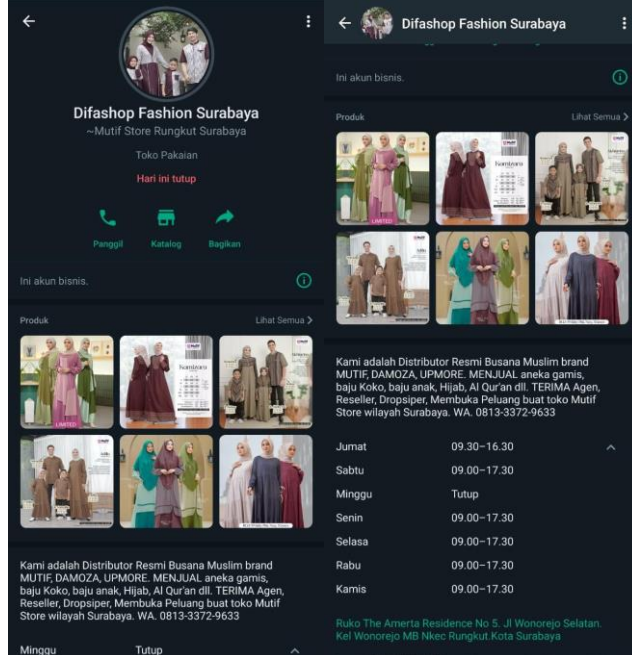 Difashop Fashion Surabaya
~Mutif Store Rungkut Surabaya
Toko Pakaian
Hari ini tutup
Panggil
Katalog
Bagikan
Ini akun bisnis.
Produk
Lihat Semua
LIMITED
Kami adalah Distributor Resmi Busana Muslim brand
MUTIF, DAMOZA, UPMORE. MENJUAL aneka gamis,
baju Koko, baju anak, Hijab, Al Qur'an dll. TERIMA Agen,
Reseller, Dropsiper, Membuka Peluang buat toko Mutif
Store wilayah Surabaya. WA. 0813-3372-9633
Minggu Tutup
Difashop Fashion Surabaya
Ini akun bisnis.
Produk
Lihat Semua
LIMITED
Kami adalah Distributor Resmi Busana Muslim brand
MUTIF, DAMOZA, UPMORE. MENJUAL aneka gamis,
baju Koko, baju anak, Hijab, Al Qur'an dll. TERIMA Agen,
Reseller, Dropsiper, Membuka Peluang buat toko Mutif
Store wilayah Surabaya. WA. 0813-3372-9633
Jumat 09.30–16.30
Sabtu 09.00–17.30
Minggu Tutup
Senin 09.00–17.30
Selasa 09.00–17.30
Rabu 09.00–17.30
Kamis 09.00–17.30
Ruko The Amerta Residence No 5. Jl Wonorejo Selatan.
Kel Wonorejo MB Nkec Rungkut.Kota Surabaya